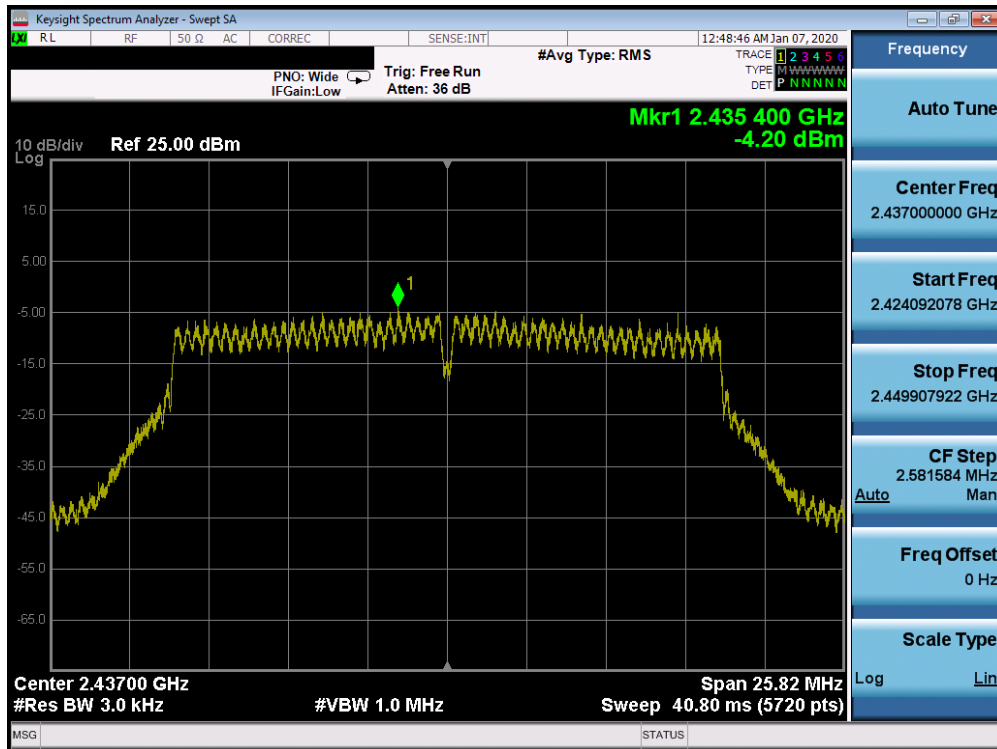 Keysight Spectrum Analyzer - Swept SA
LXI RL RF 50 Ω AC CORREC SENSE:INT 12:48:46 AM Jan 07, 2020
PNO: Wide
IFGain:Low
Trig: Free Run
Atten: 36 dB
#Avg Type: RMS
TRACE 1 2 3 4 5 6
TYPE M W W W W W
DET P N N N N N
Mkr1 2.435 400 GHz
-4.20 dBm
10 dB/div
Log
Ref 25.00 dBm
15.0
5.00
-5.00
-15.0
-25.0
-35.0
-45.0
-55.0
-65.0
1
Center 2.43700 GHz
#Res BW 3.0 kHz
#VBW 1.0 MHz
Span 25.82 MHz
Sweep 40.80 ms (5720 pts)
MSG
STATUS
Frequency
Auto Tune
Center Freq
2.437000000 GHz
Start Freq
2.424092078 GHz
Stop Freq
2.449907922 GHz
CF Step
2.581584 MHz
Auto Man
Freq Offset
0 Hz
Scale Type
Log Lin